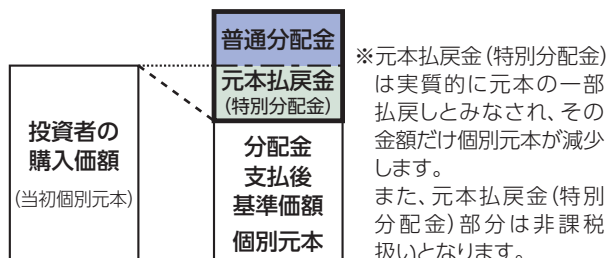 普通分配金
元本払戻金
(特別分配金)
投資者の
購入価額
(当初個別元本)
分配金
支払後
基準価額
個別元本
※元本払戻金(特別分配金)
は実質的に元本の一部
払戻しとみなされ、その
金額だけ個別元本が減少
します。
また、元本払戻金(特別
分配金)部分は非課税
扱いとなります。